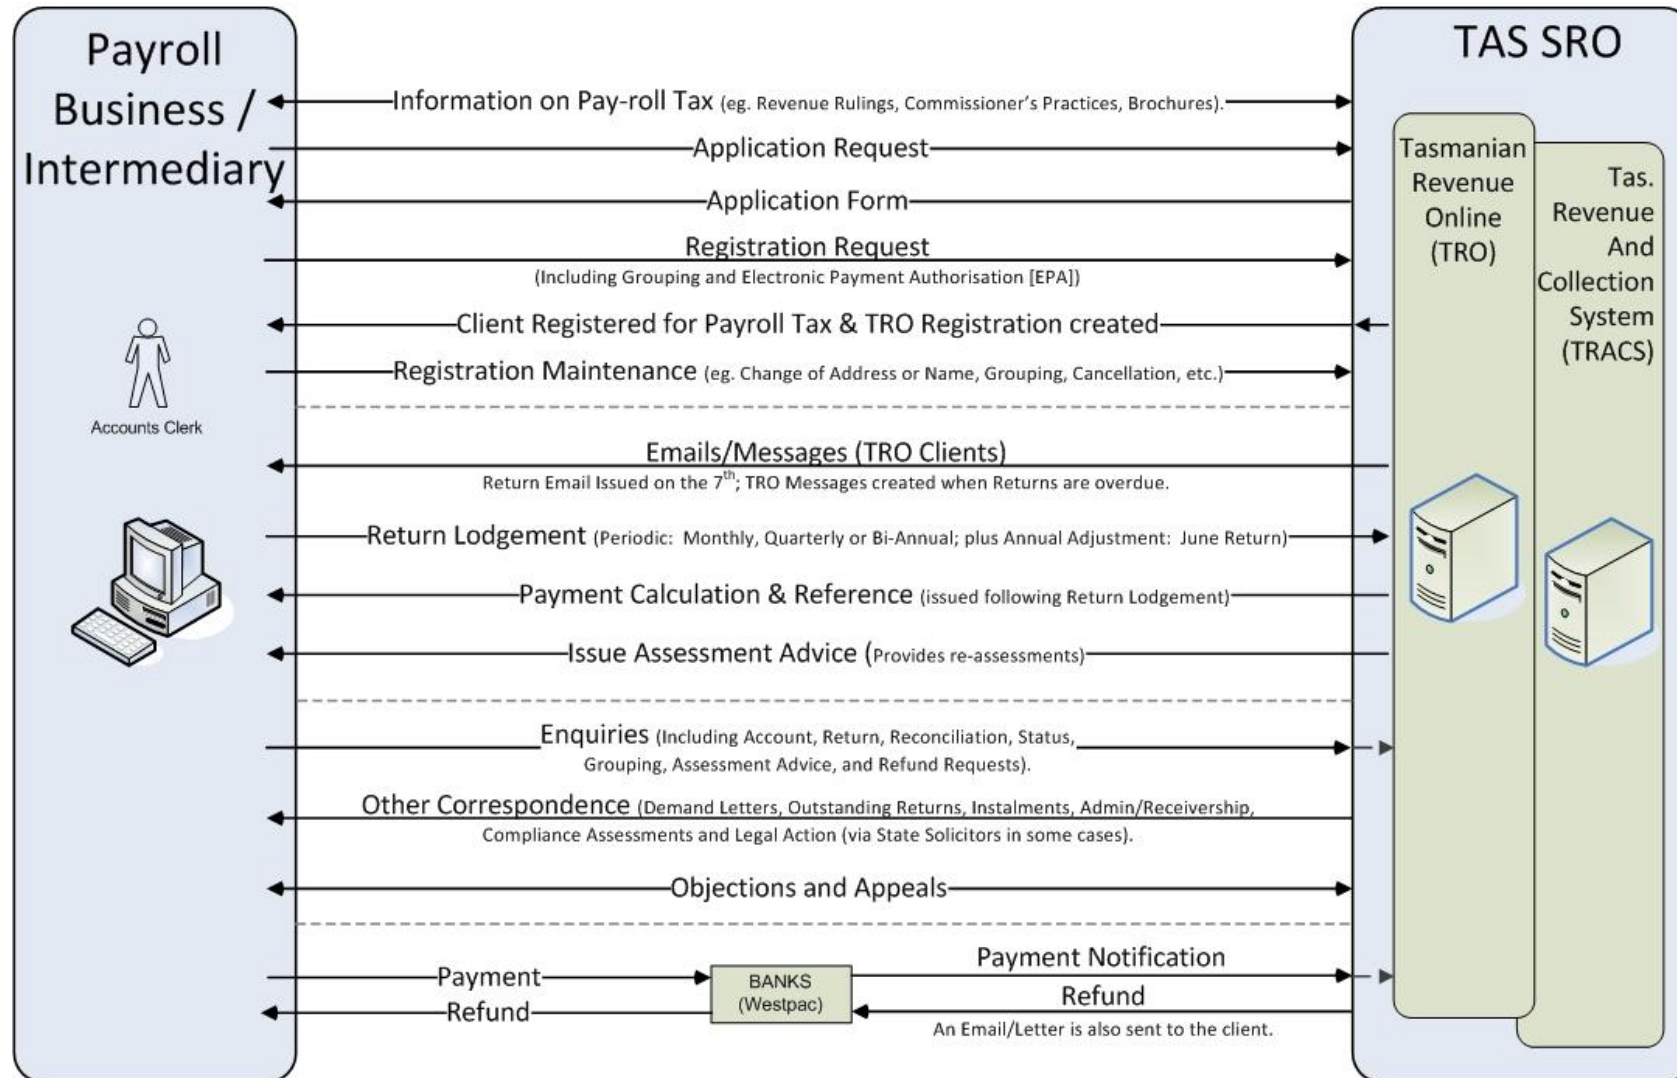 Payroll
Business /
Intermediary
TAS SRO
Information on Pay-roll Tax (eg. Revenue Rulings, Commissioner's Practices, Brochures).
Application Request
Application Form
Registration Request
(Including Grouping and Electronic Payment Authorisation [EPA])
Client Registered for Payroll Tax & TRO Registration created
Registration Maintenance (eg. Change of Address or Name, Grouping, Cancellation, etc.)
Accounts Clerk
Tasmanian
Revenue
Online
(TRO)
Tas.
Revenue
And
Collection
System
(TRACS)
Emails/Messages (TRO Clients)
Return Email Issued on the 7th; TRO Messages created when Returns are overdue.
Return Lodgement (Periodic: Monthly, Quarterly or Bi-Annual; plus Annual Adjustment: June Return)
Payment Calculation & Reference (issued following Return Lodgement)
Issue Assessment Advice (Provides re-assessments)
Enquiries (Including Account, Return, Reconciliation, Status,
Grouping, Assessment Advice, and Refund Requests).
Other Correspondence (Demand Letters, Outstanding Returns, Instalments, Admin/Receivership,
Compliance Assessments and Legal Action (via State Solicitors in some cases).
Objections and Appeals
Payment
Refund
BANKS
(Westpac)
Payment Notification
Refund
An Email/Letter is also sent to the client.